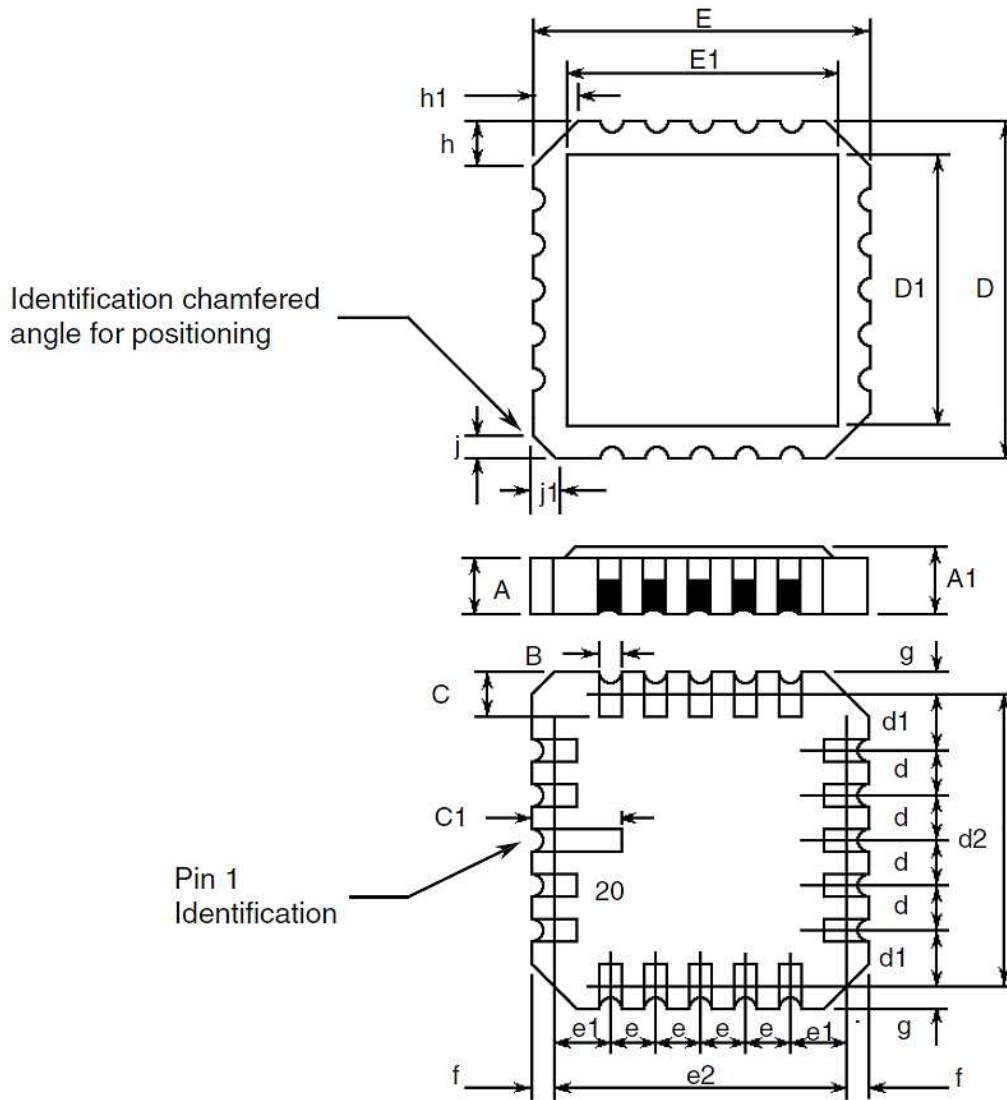 E
E1
h1
h
Identification chamfered
angle for positioning
D1
D
j
j1
A
A1
B
g
C
d1
d
C1
d
d2
Pin 1
Identification
d
20
d
d1
e1
e
e
e
e
e1
g
f
e2
f